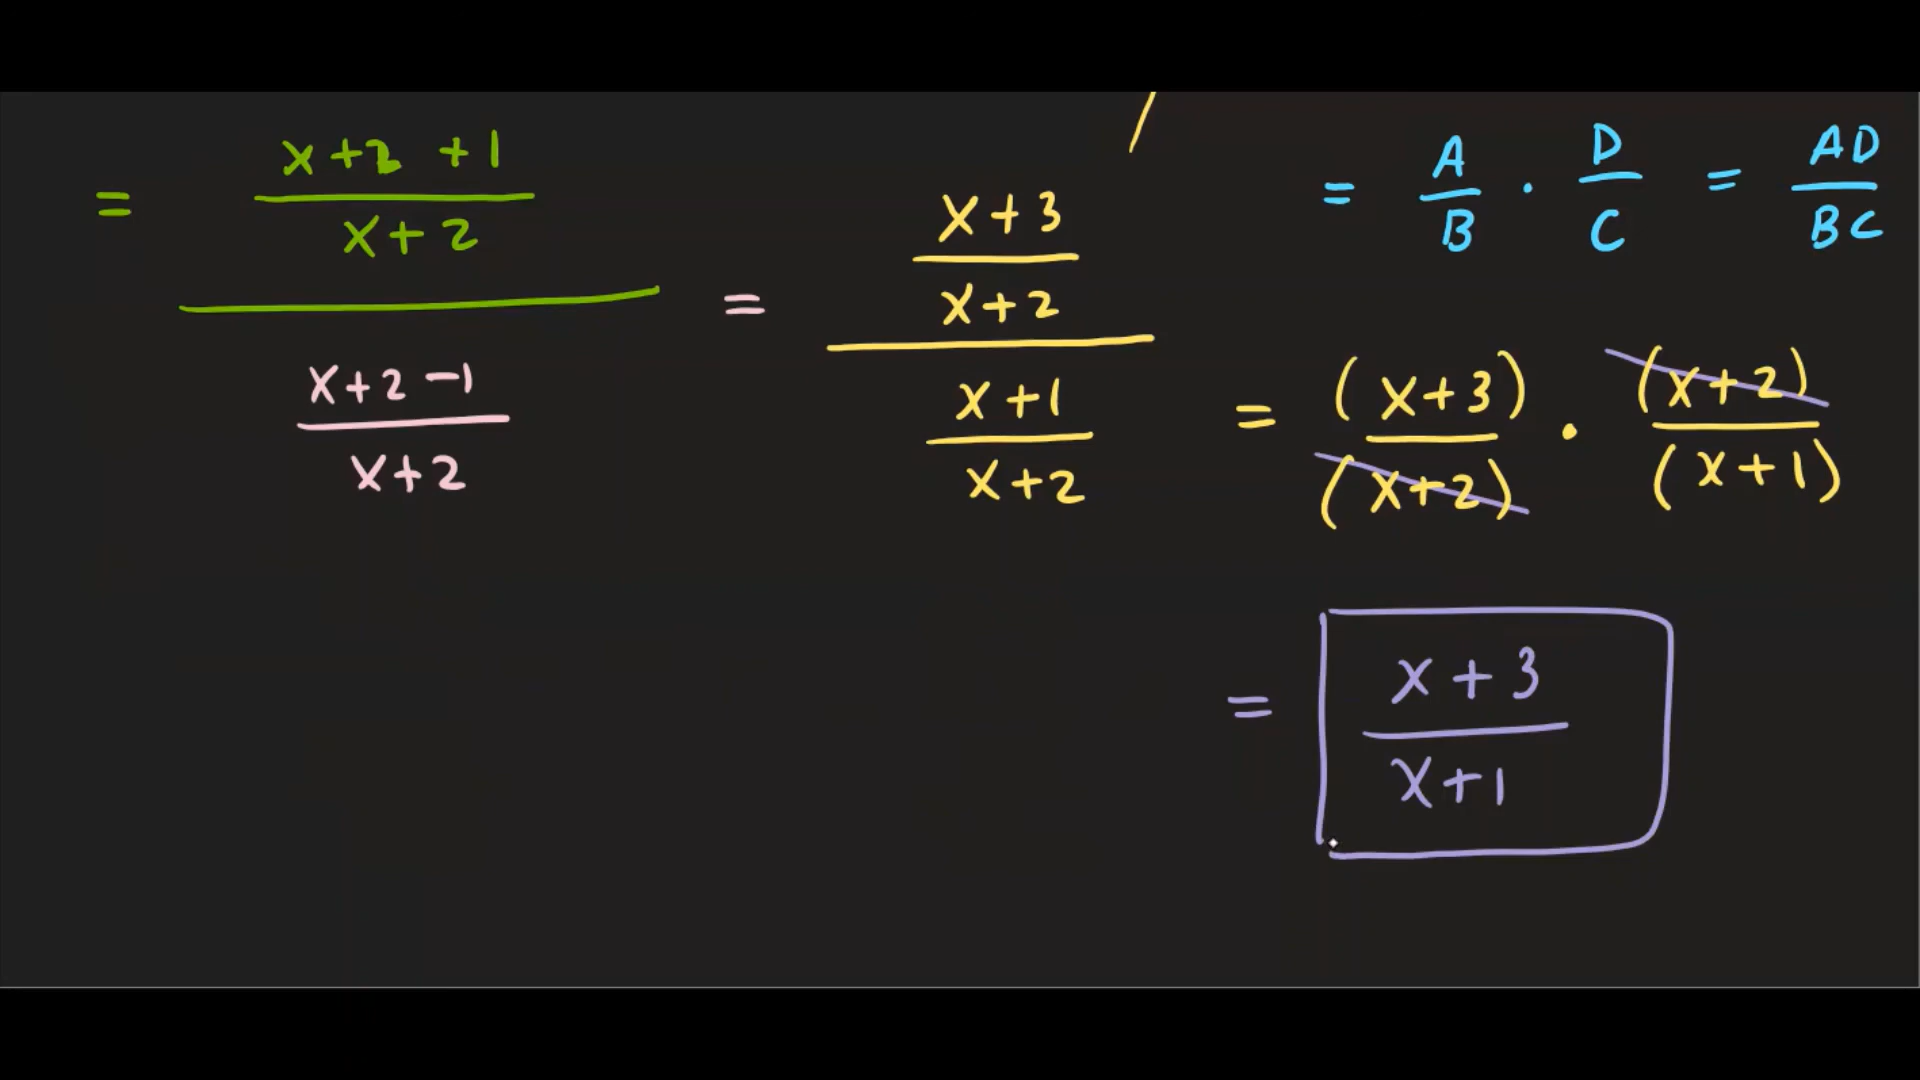 = (x+2 +1)/(x+2) / (x+2 -1)/(x+2)
= (x+3)/(x+2) / (x+1)/(x+2)
= A/B · D/C = AD/BC
= (x+3)/(x+2) · (x+2)/(x+1)
= x+3/x+1